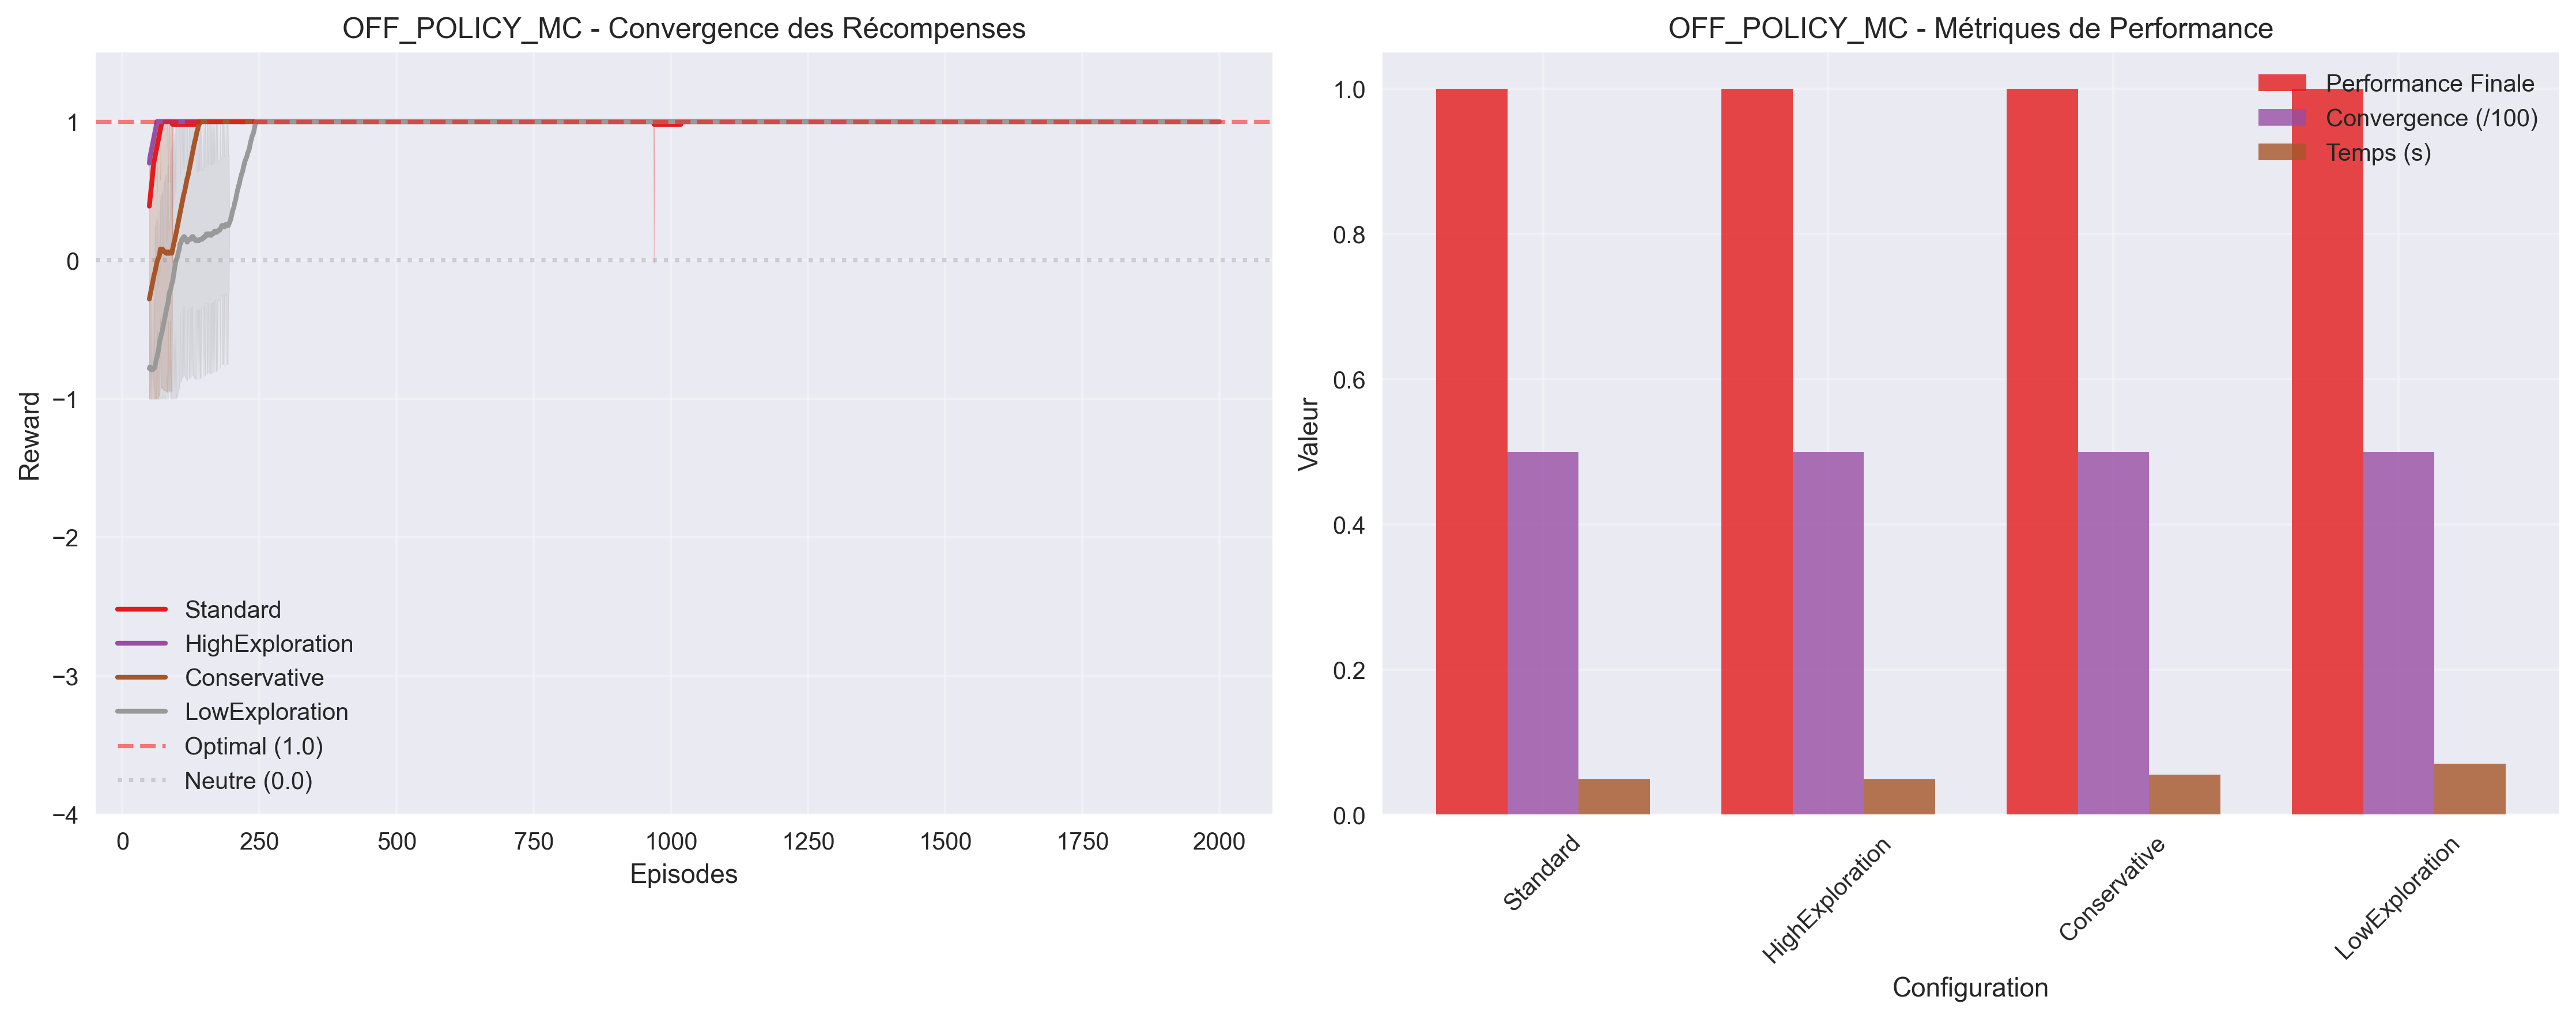 OFF_POLICY_MC - Convergence des Récompenses
Reward
1
0
−1
−2
−3
−4
Standard
HighExploration
Conservative
LowExploration
Optimal (1.0)
Neutre (0.0)
0
250
500
750
1000
1250
1500
1750
2000
Episodes
OFF_POLICY_MC - Métriques de Performance
Valeur
1.0
0.8
0.6
0.4
0.2
0.0
Performance Finale
Convergence (/100)
Temps (s)
Standard
HighExploration
Conservative
LowExploration
Configuration